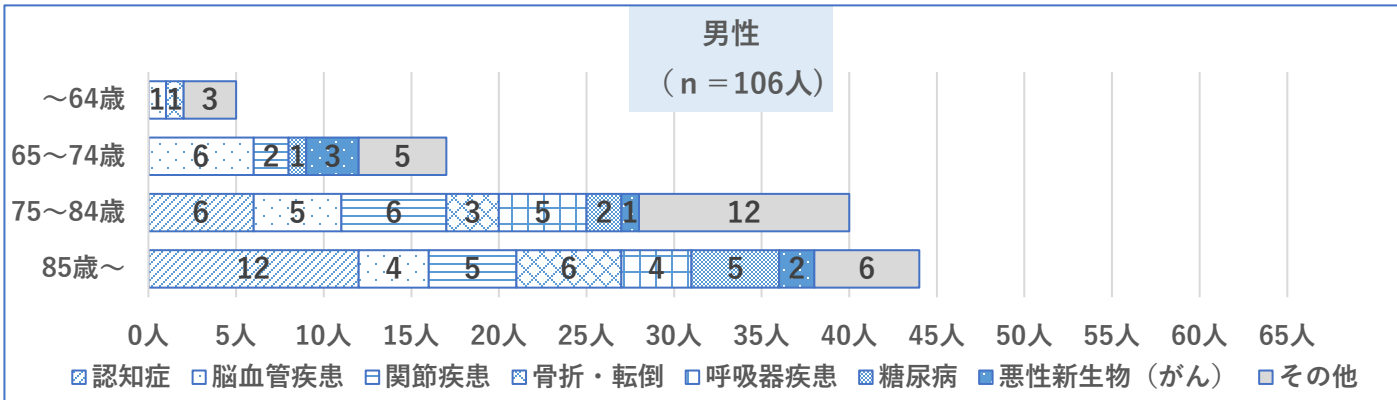 男性
（n＝106人）
～64歳 1 1 3
65～74歳 6 2 1 3 5
75～84歳 6 5 6 3 5 2 1 12
85歳～ 12 4 5 6 4 5 2 6
0人 5人 10人 15人 20人 25人 30人 35人 40人 45人 50人 55人 60人 65人
認知症 脳血管疾患 関節疾患 骨折・転倒 呼吸器疾患 糖尿病 悪性新生物（がん） その他